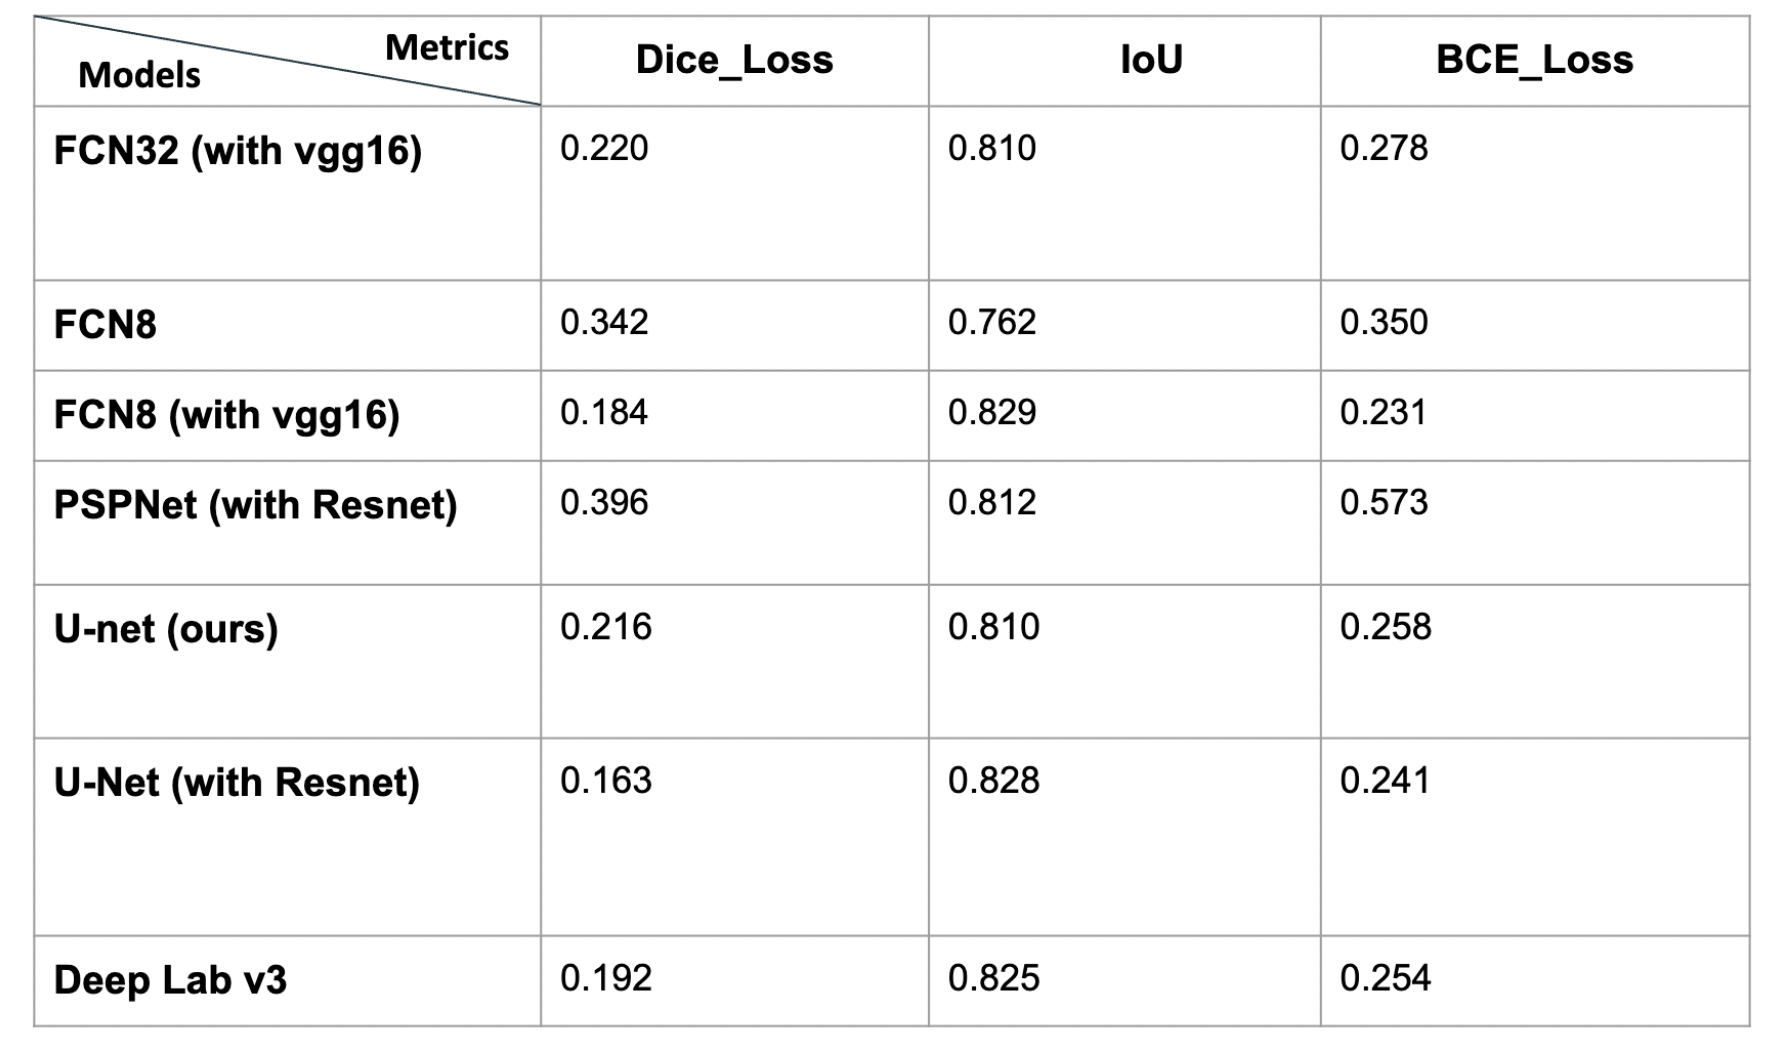 Metrics
Models
Dice_Loss IoU BCE_Loss
FCN32 (with vgg16) 0.220 0.810 0.278
FCN8 0.342 0.762 0.350
FCN8 (with vgg16) 0.184 0.829 0.231
PSPNet (with Resnet) 0.396 0.812 0.573
U-net (ours) 0.216 0.810 0.258
U-Net (with Resnet) 0.163 0.828 0.241
Deep Lab v3 0.192 0.825 0.254